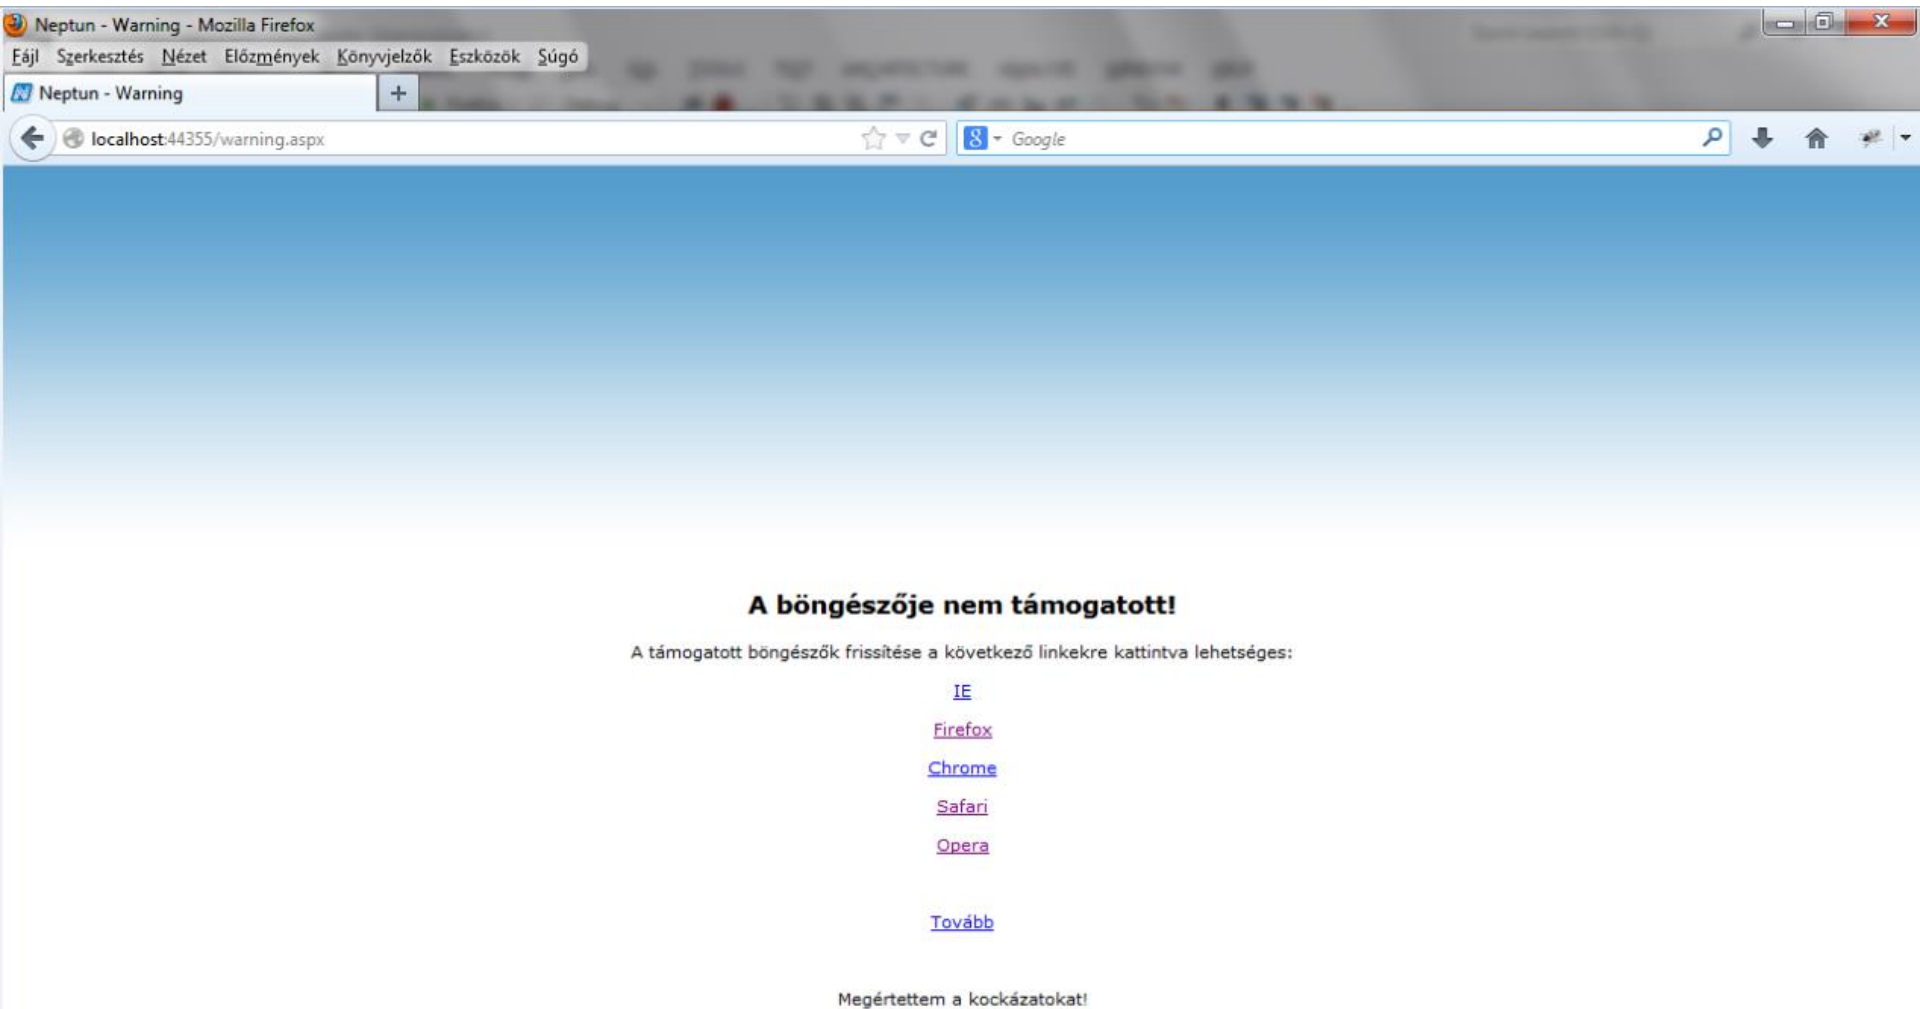 Neptun - Warning - Mozilla Firefox
Fájl Szerkesztés Nézet Előzmények Könyvjelzők Eszközök Súgó
Neptun - Warning +
localhost:44355/warning.aspx 8 Google
A böngészője nem támogatott!
A támogatott böngészők frissítése a következő linkekre kattintva lehetséges:
IE
Firefox
Chrome
Safari
Opera
Tovább
Megértettem a kockázatokat!